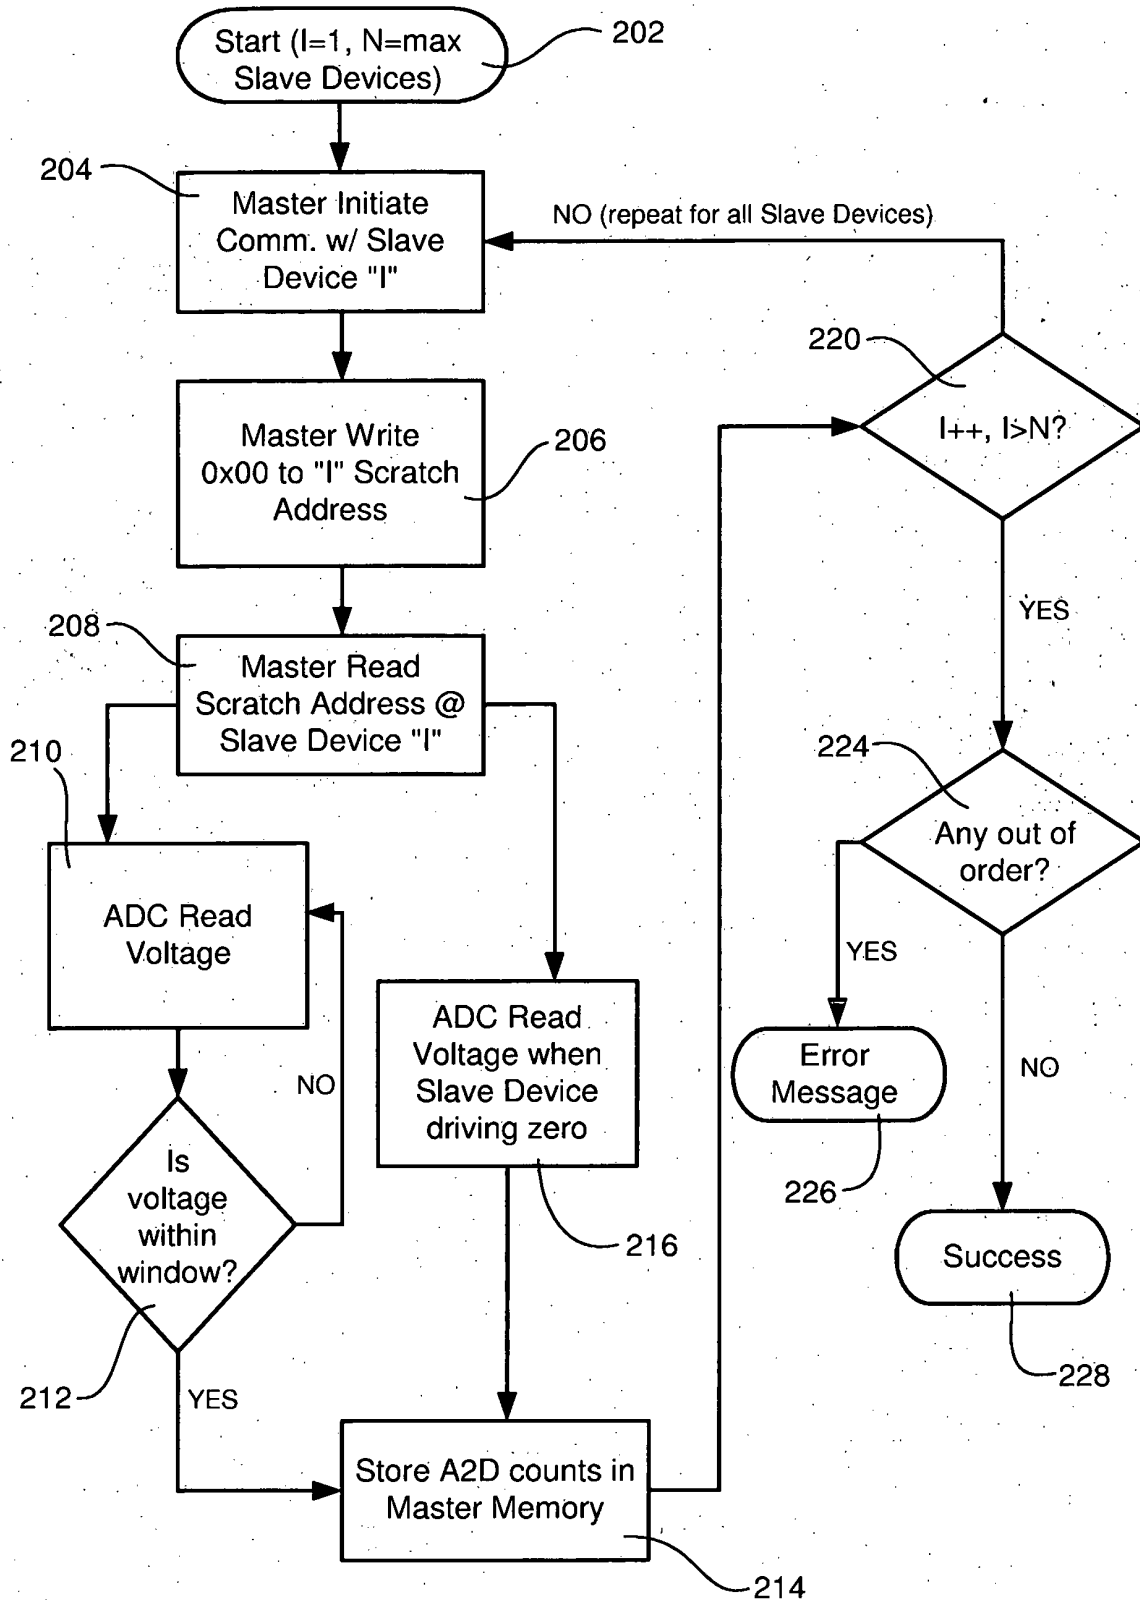 Start (I=1, N=max
Slave Devices)
202
204
Master Initiate
Comm. w/ Slave
Device "I"
NO (repeat for all Slave Devices)
220
I++, I>N?
Master Write
0x00 to "I" Scratch
Address
206
YES
208
Master Read
Scratch Address @
Slave Device "I"
210
224
Any out of
order?
ADC Read
Voltage
YES
ADC Read
Voltage when
Slave Device
driving zero
Error
Message
NO
NO
Is
voltage
within
window?
226
216
Success
212
YES
228
Store A2D counts in
Master Memory
214